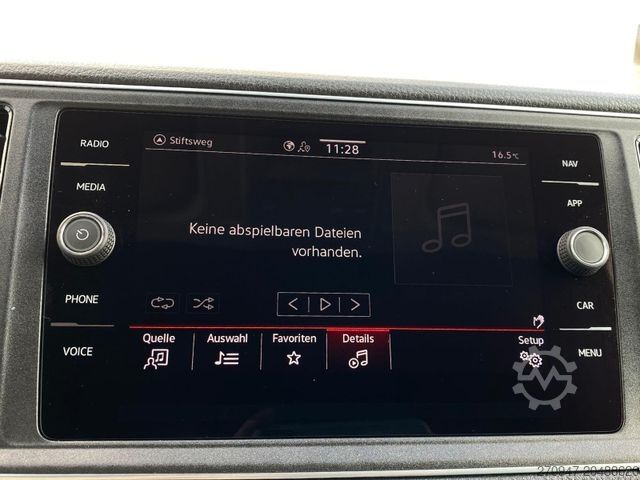 RADIO
MEDIA
PHONE
VOICE
Stiftsweg
11:28
16.5°C
Keine abspielbaren Dateien
vorhanden.
Quelle
Auswahl
Favoriten
Details
Setup
NAV
APP
CAR
MENU